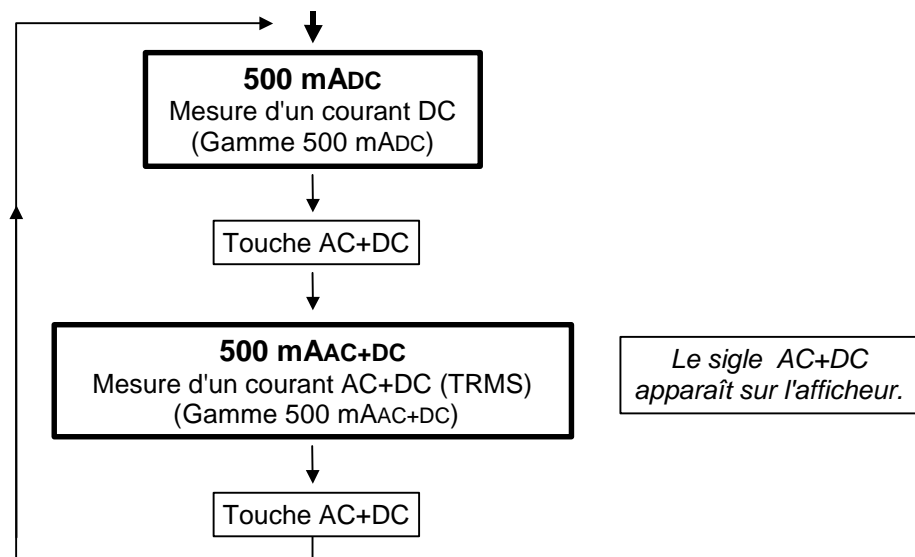 500 mADC
Mesure d'un courant DC
(Gamme 500 mADC)
Touche AC+DC
500 mAAC+DC
Mesure d'un courant AC+DC (TRMS)
(Gamme 500 mAAC+DC)
Le sigle AC+DC
apparaît sur l'afficheur.
Touche AC+DC